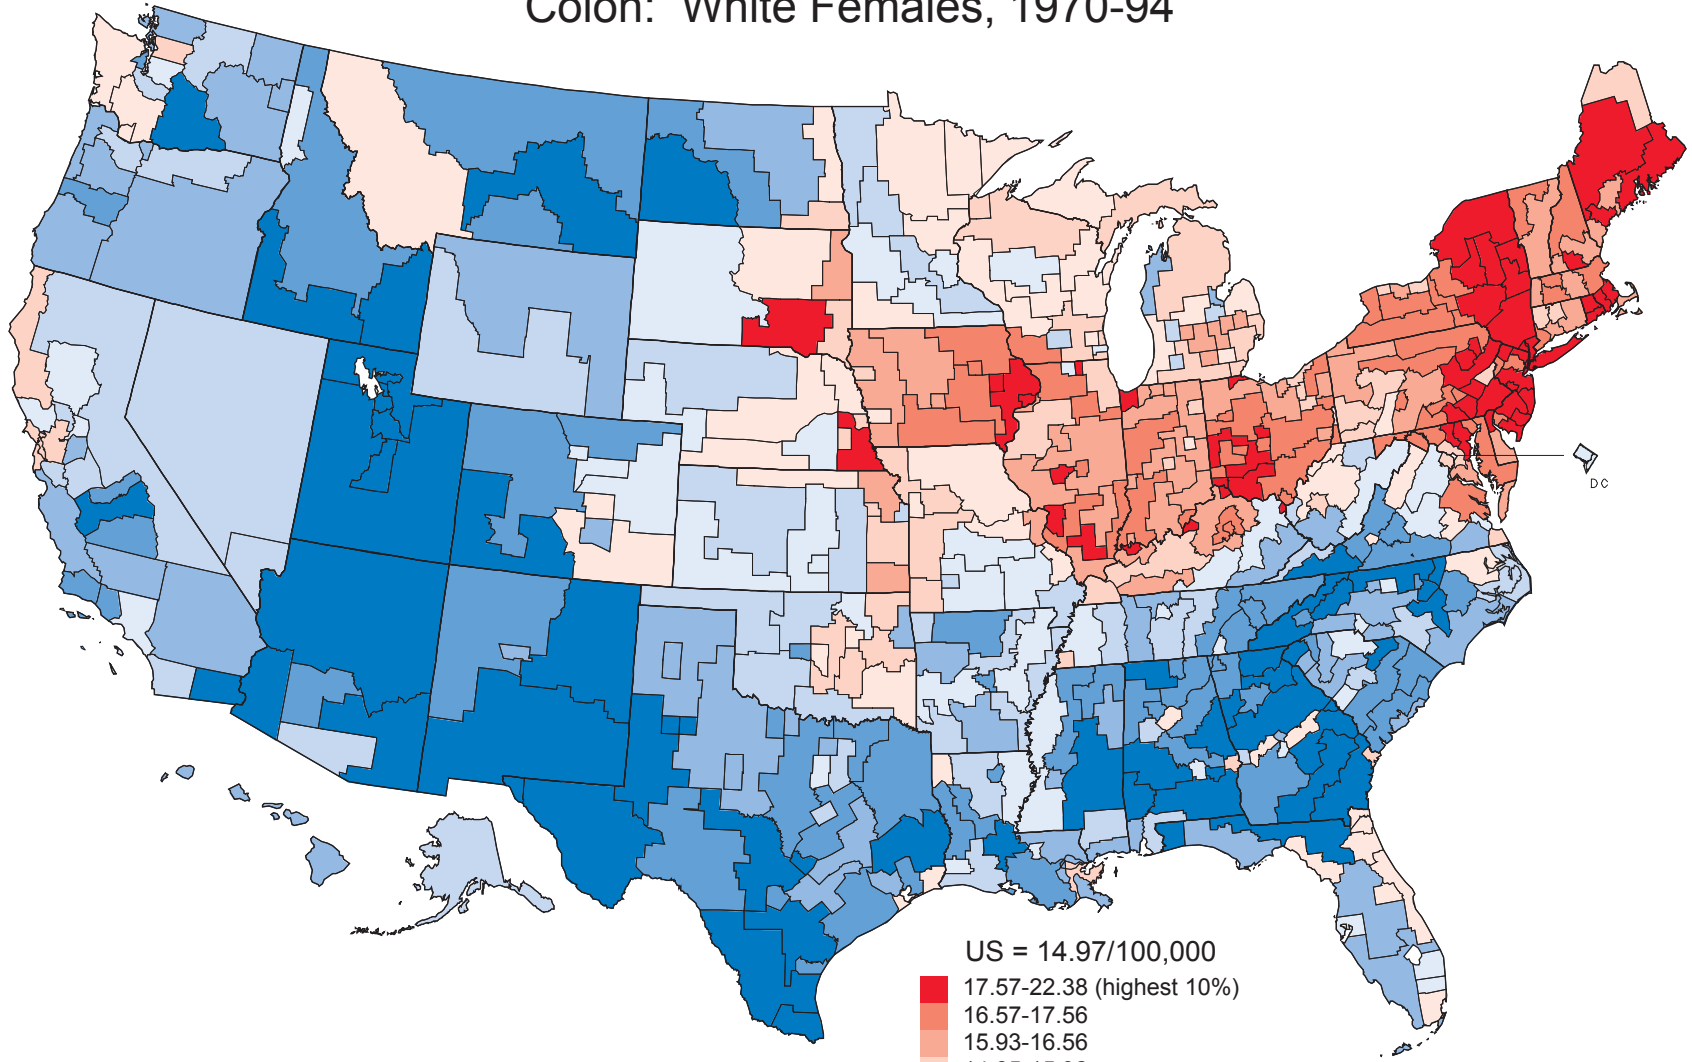 Colon: White Females, 1970-94
DC
US = 14.97/100,000
17.57-22.38 (highest 10%)
16.57-17.56
15.93-16.56